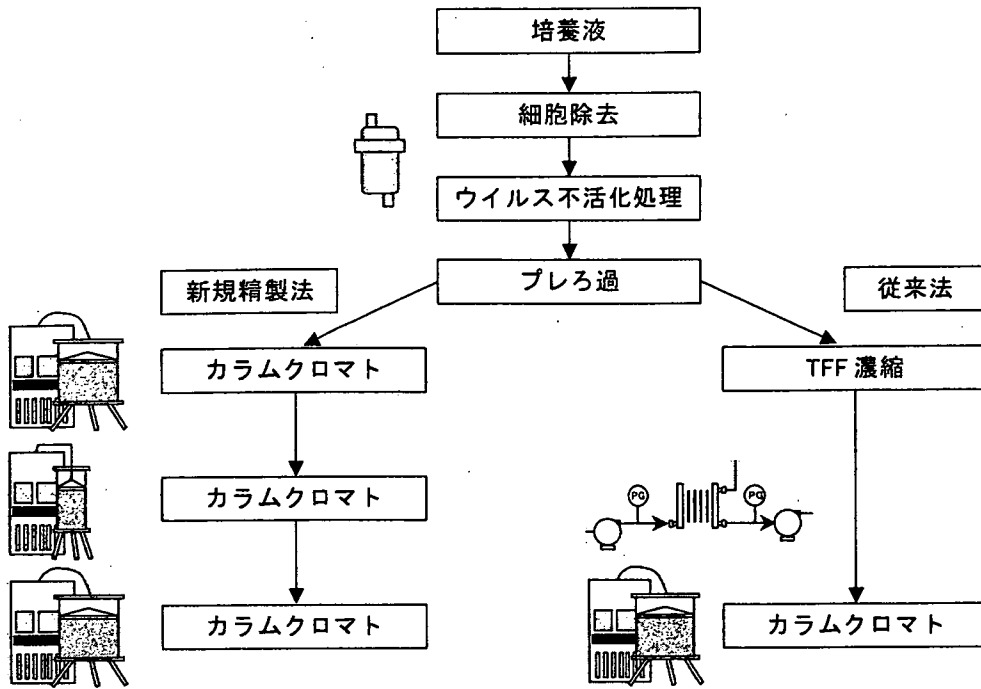 培養液
細胞除去
ウイルス不活化処理
プレろ過
新規精製法
従来法
カラムクロマト
TFF 濃縮
カラムクロマト
PG
PG
カラムクロマト
カラムクロマト